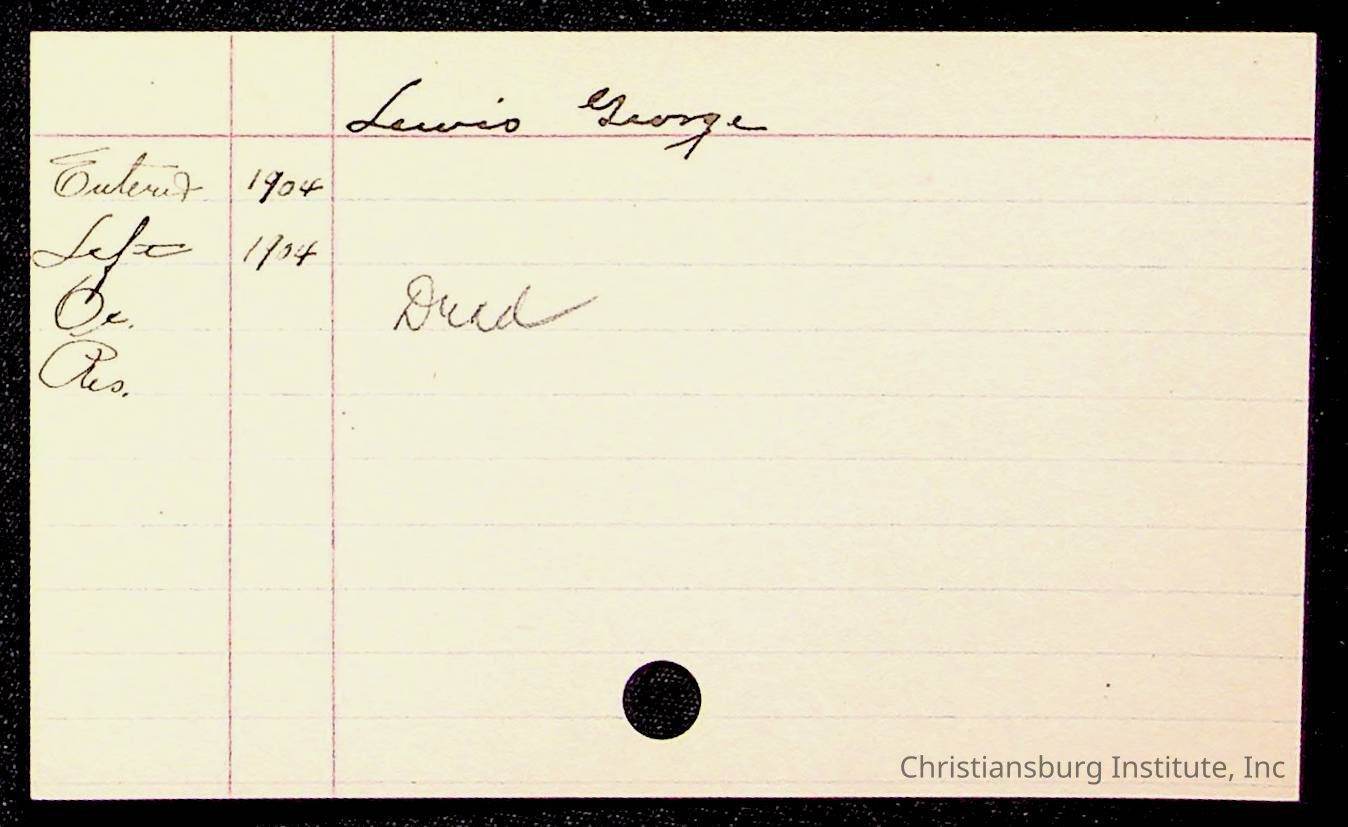 Lewis George
Entered 1904
Left 1904
Oc. Dead
Res.
Christiansburg Institute, Inc